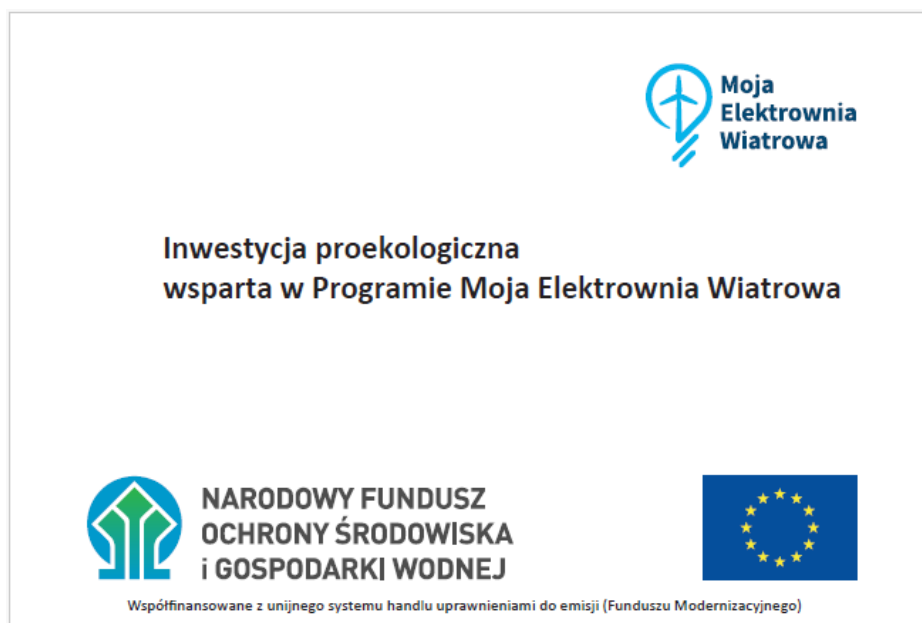 Moja
Elektrownia
Wiatrowa
Inwestycja proekologiczna
wsparta w Programie Moja Elektrownia Wiatrowa
NARODOWY FUNDUSZ
OCHRONY ŚRODOWISKA
i GOSPODARKI WODNEJ
Współfinansowane z unijnego systemu handlu uprawnieniami do emisji (Funduszu Modernizacyjnego)